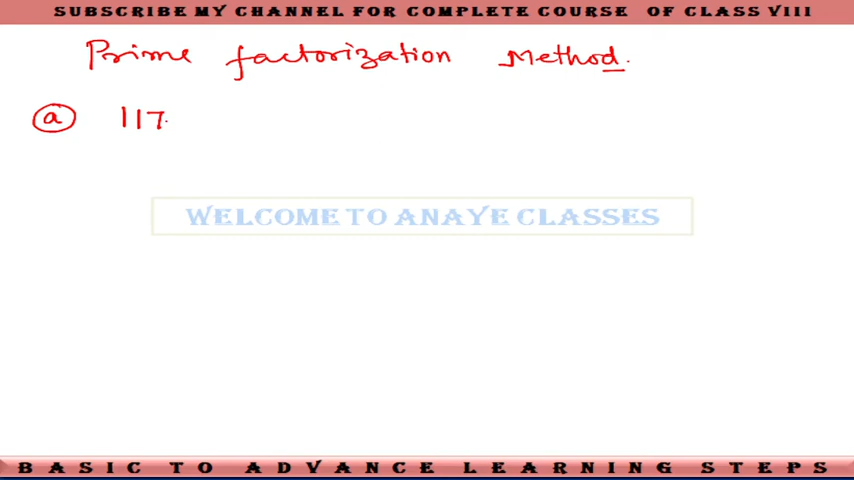 SUBSCRIBE MY CHANNEL FOR COMPLETE COURSE OF CLASS VIII
Prime factorization Method.
a 117
WELCOME TO ANAYE CLASSES
BASIC TO ADVANCE LEARNING STEPS